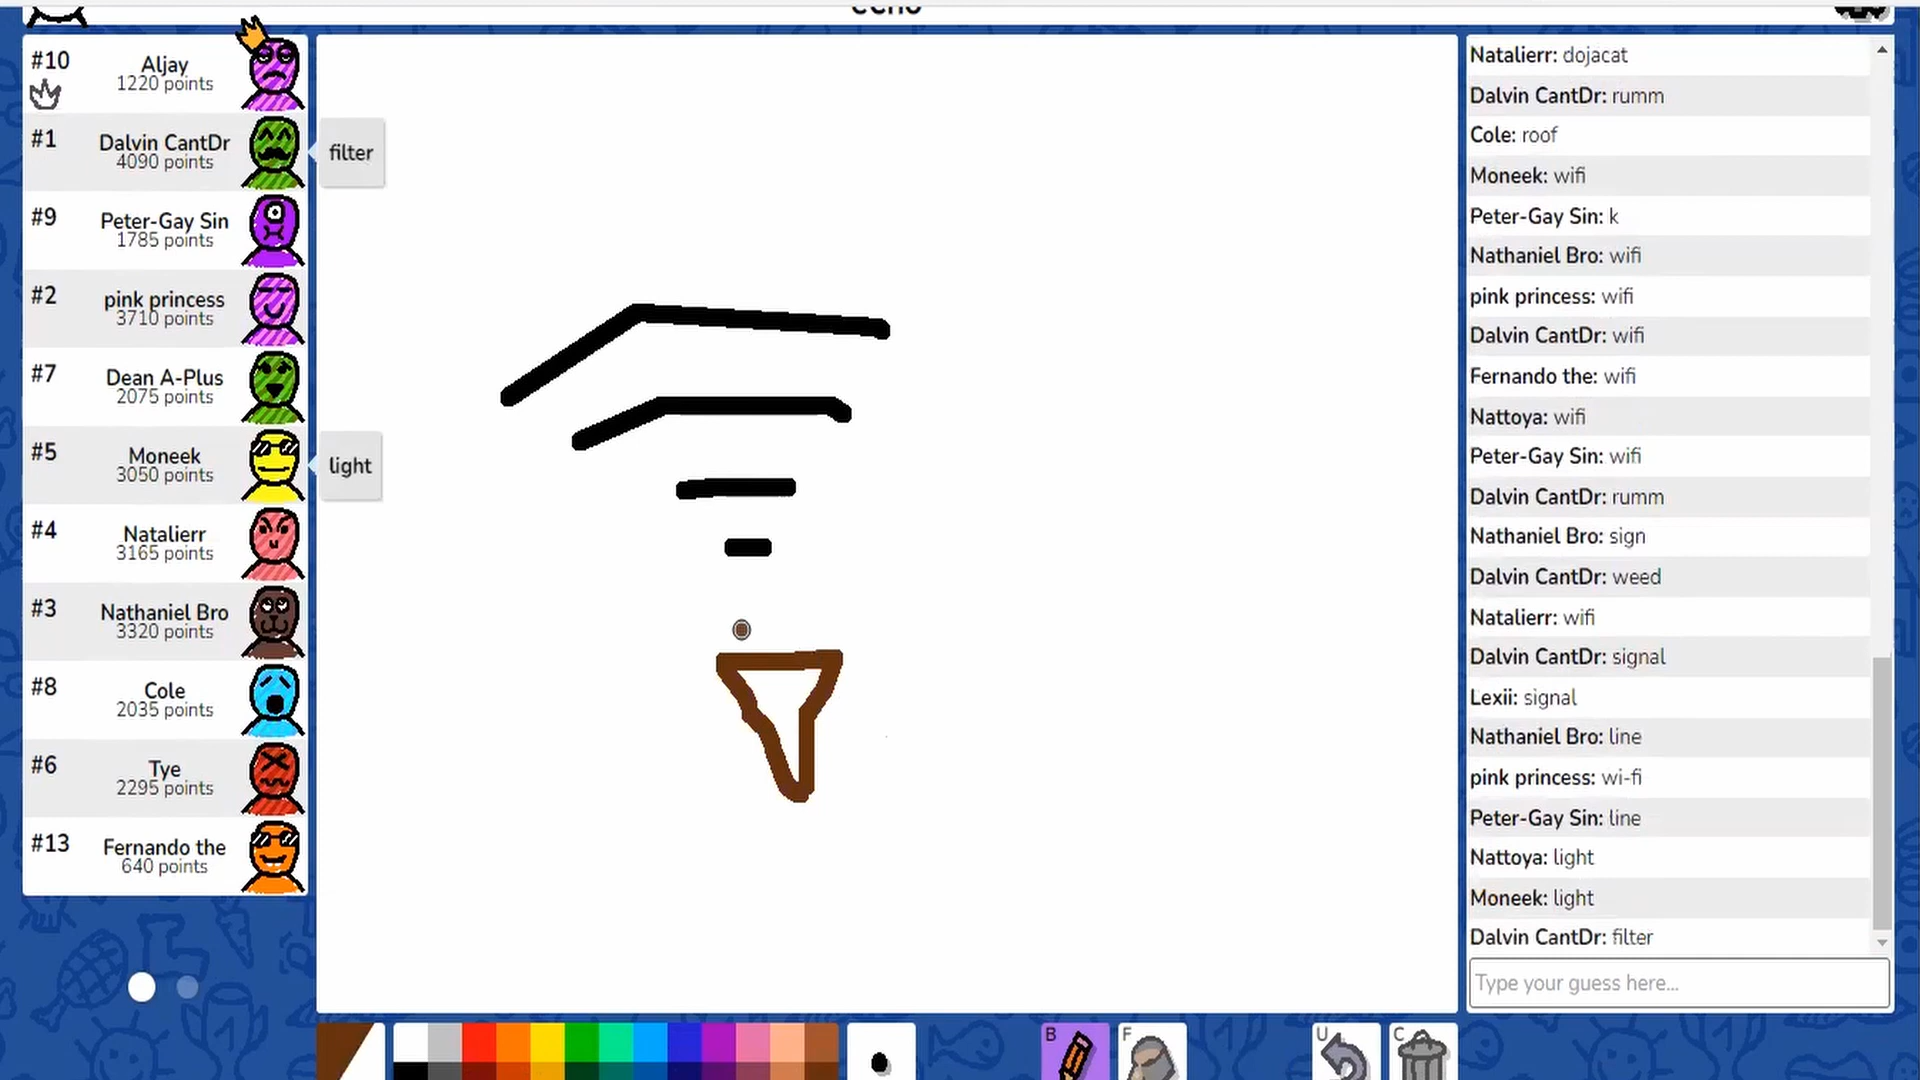 echo
#10
Aljay
1220 points
#1
Dalvin CantDr
4090 points
filter
#9
Peter-Gay Sin
1785 points
#2
pink princess
3710 points
#7
Dean A-Plus
2075 points
#5
Moneek
3050 points
light
#4
Natalierr
3165 points
#3
Nathaniel Bro
3320 points
#8
Cole
2035 points
#6
Tye
2295 points
#13
Fernando the
640 points
Natalierr: dojacat
Dalvin CantDr: rumm
Cole: roof
Moneek: wifi
Peter-Gay Sin: k
Nathaniel Bro: wifi
pink princess: wifi
Dalvin CantDr: wifi
Fernando the: wifi
Nattoya: wifi
Peter-Gay Sin: wifi
Dalvin CantDr: rumm
Nathaniel Bro: sign
Dalvin CantDr: weed
Natalierr: wifi
Dalvin CantDr: signal
Lexii: signal
Nathaniel Bro: line
pink princess: wi-fi
Peter-Gay Sin: line
Nattoya: light
Moneek: light
Dalvin CantDr: filter
Type your guess here...
B
F
U
C